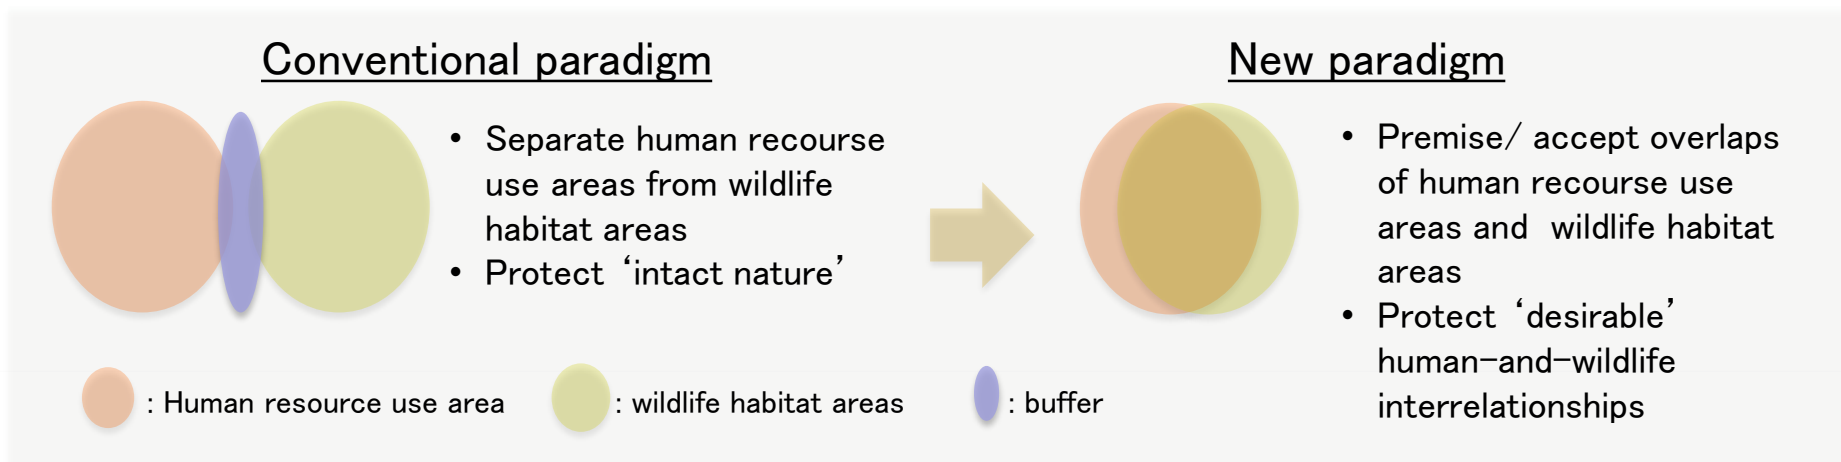 Conventional paradigm
• Separate human recourse
use areas from wildlife
habitat areas
• Protect ‘intact nature’
New paradigm
• Premise/ accept overlaps
of human recourse use
areas and  wildlife habitat
areas
• Protect ‘desirable’
human-and-wildlife
interrelationships
: Human resource use area
: wildlife habitat areas
: buffer